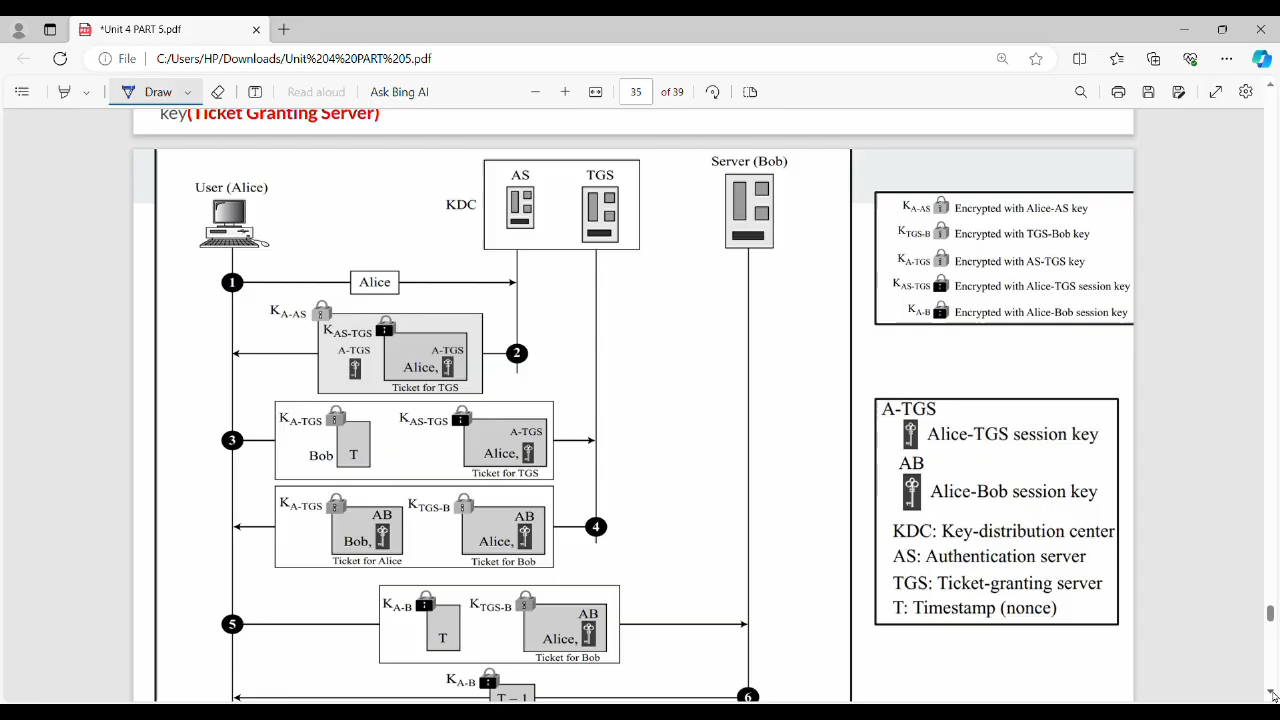 *Unit 4 PART 5.pdf
File
C:/Users/HP/Downloads/Unit%204%20PART%205.pdf
Draw
Read aloud
Ask Bing AI
35
of 39
key(Ticket Granting Server)
User (Alice)
KDC
AS
TGS
Server (Bob)
1
Alice
KA-AS
KAS-TGS
A-TGS
A-TGS
Alice,
Ticket for TGS
2
3
KA-TGS
Bob
T
KAS-TGS
A-TGS
Alice,
Ticket for TGS
KA-TGS
AB
Bob,
Ticket for Alice
KTGS-B
AB
Alice,
Ticket for Bob
4
5
KA-B
T
KTGS-B
AB
Alice,
Ticket for Bob
KA-B
T – 1
6
KA-AS Encrypted with Alice-AS key
KTGS-B Encrypted with TGS-Bob key
KA-TGS Encrypted with AS-TGS key
KAS-TGS Encrypted with Alice-TGS session key
KA-B Encrypted with Alice-Bob session key
A-TGS
Alice-TGS session key
AB
Alice-Bob session key
KDC: Key-distribution center
AS: Authentication server
TGS: Ticket-granting server
T: Timestamp (nonce)